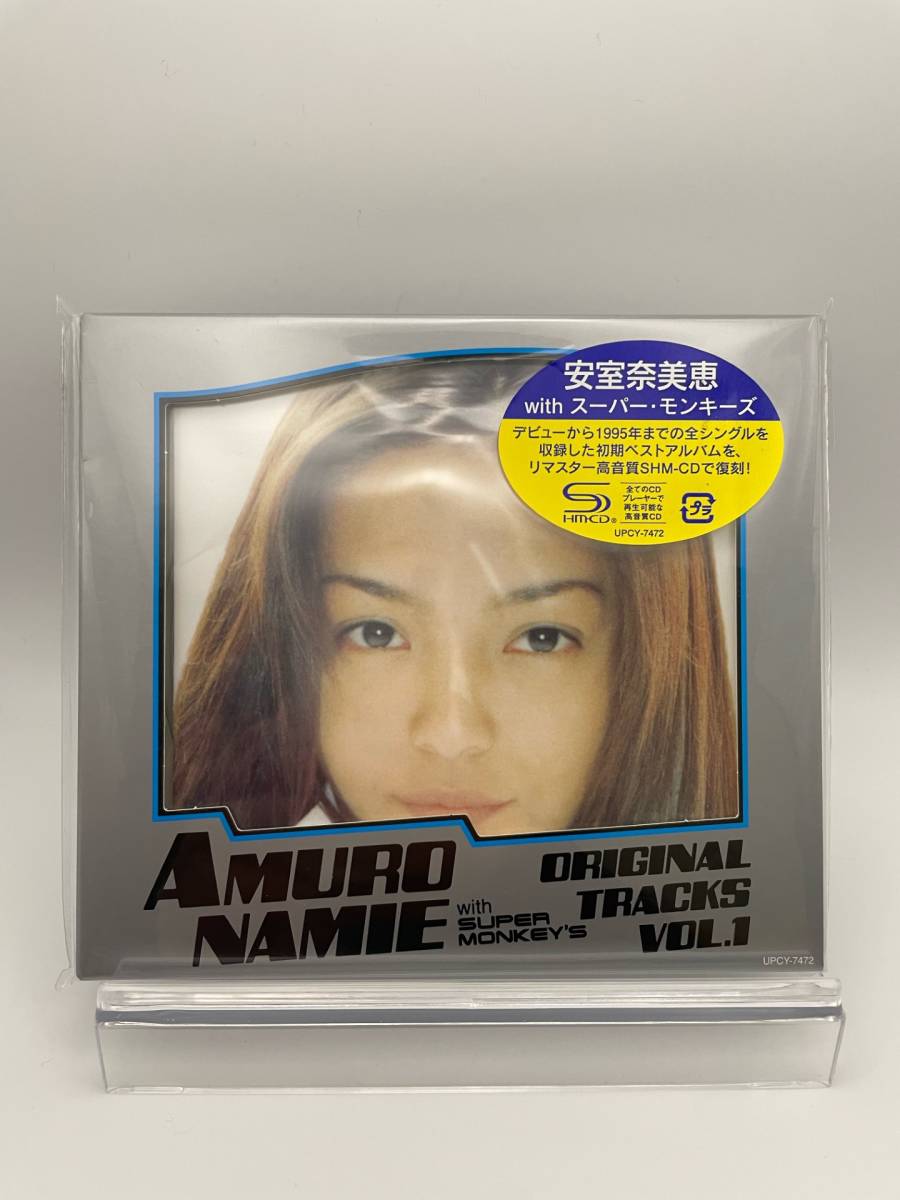 安室奈美恵
with スーパー・モンキーズ
デビューから1995年までの全シングルを
収録した初期ベストアルバムを、
リマスター高音質SHM-CDで復刻!
SHM-CD®
全てのCD
プレーヤーで
再生可能な
高音質CD
プラ
UPCY-7472
AMURO
NAMIE
with
SUPER
MONKEY'S
ORIGINAL
TRACKS
VOL.1
UPCY-7472